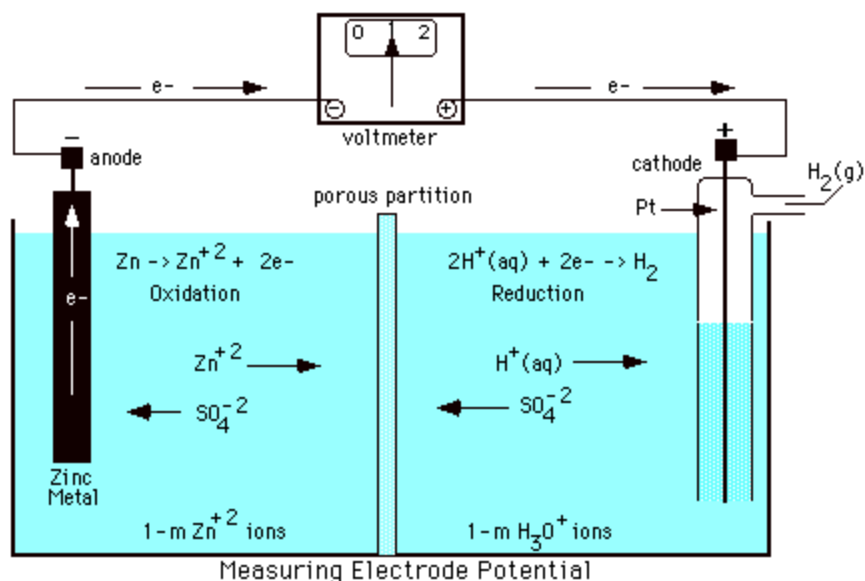 0 1 2
e- e-
⊖ ⊕
voltmeter
− anode
+
cathode
H₂(g)
Pt
porous partition
Zn -> Zn⁺² + 2e-
Oxidation
2H⁺(aq) + 2e- -> H₂
Reduction
e-
Zn⁺²
H⁺(aq)
SO₄⁻²
SO₄⁻²
Zinc
Metal
1-m Zn⁺² ions
1-m H₃O⁺ ions
Measuring Electrode Potential